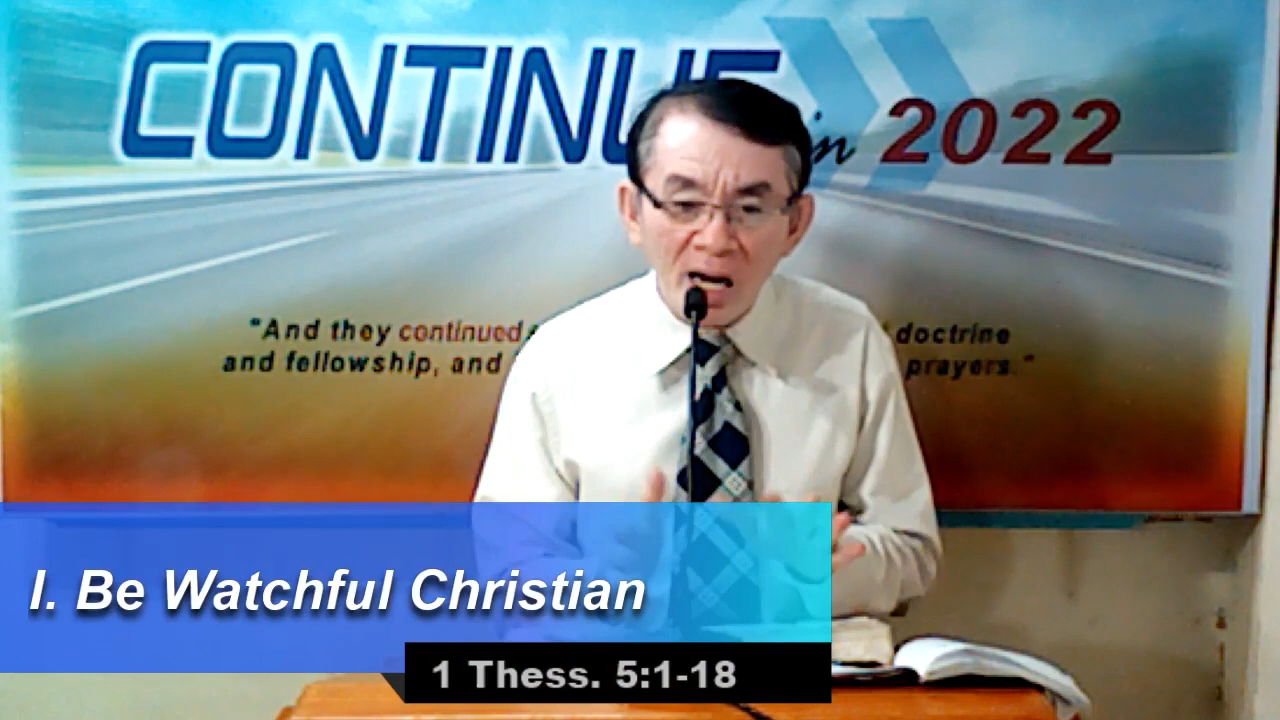 CONTINUE in 2022
"And they continued doctrine
and fellowship, and prayers."
I. Be Watchful Christian
1 Thess. 5:1-18